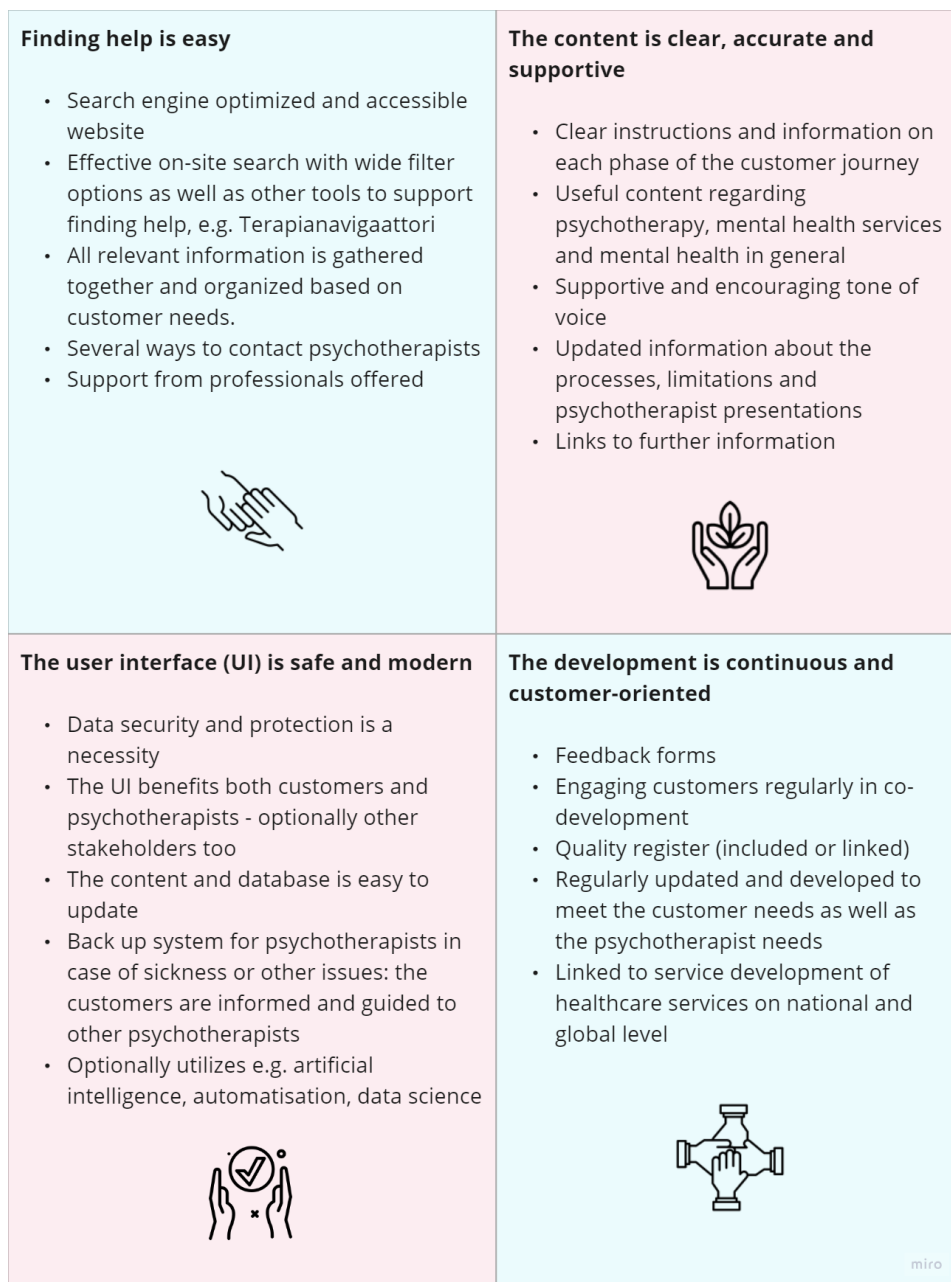 Finding help is easy
• Search engine optimized and accessible
website
• Effective on-site search with wide filter
options as well as other tools to support
finding help, e.g. Terapianavigaattori
• All relevant information is gathered
together and organized based on
customer needs.
• Several ways to contact psychotherapists
• Support from professionals offered
The content is clear, accurate and
supportive
• Clear instructions and information on
each phase of the customer journey
• Useful content regarding
psychotherapy, mental health services
and mental health in general
• Supportive and encouraging tone of
voice
• Updated information about the
processes, limitations and
psychotherapist presentations
• Links to further information
The user interface (UI) is safe and modern
• Data security and protection is a
necessity
• The UI benefits both customers and
psychotherapists - optionally other
stakeholders too
• The content and database is easy to
update
• Back up system for psychotherapists in
case of sickness or other issues: the
customers are informed and guided to
other psychotherapists
• Optionally utilizes e.g. artificial
intelligence, automatisation, data science
The development is continuous and
customer-oriented
• Feedback forms
• Engaging customers regularly in co-
development
• Quality register (included or linked)
• Regularly updated and developed to
meet the customer needs as well as
the psychotherapist needs
• Linked to service development of
healthcare services on national and
global level
miro